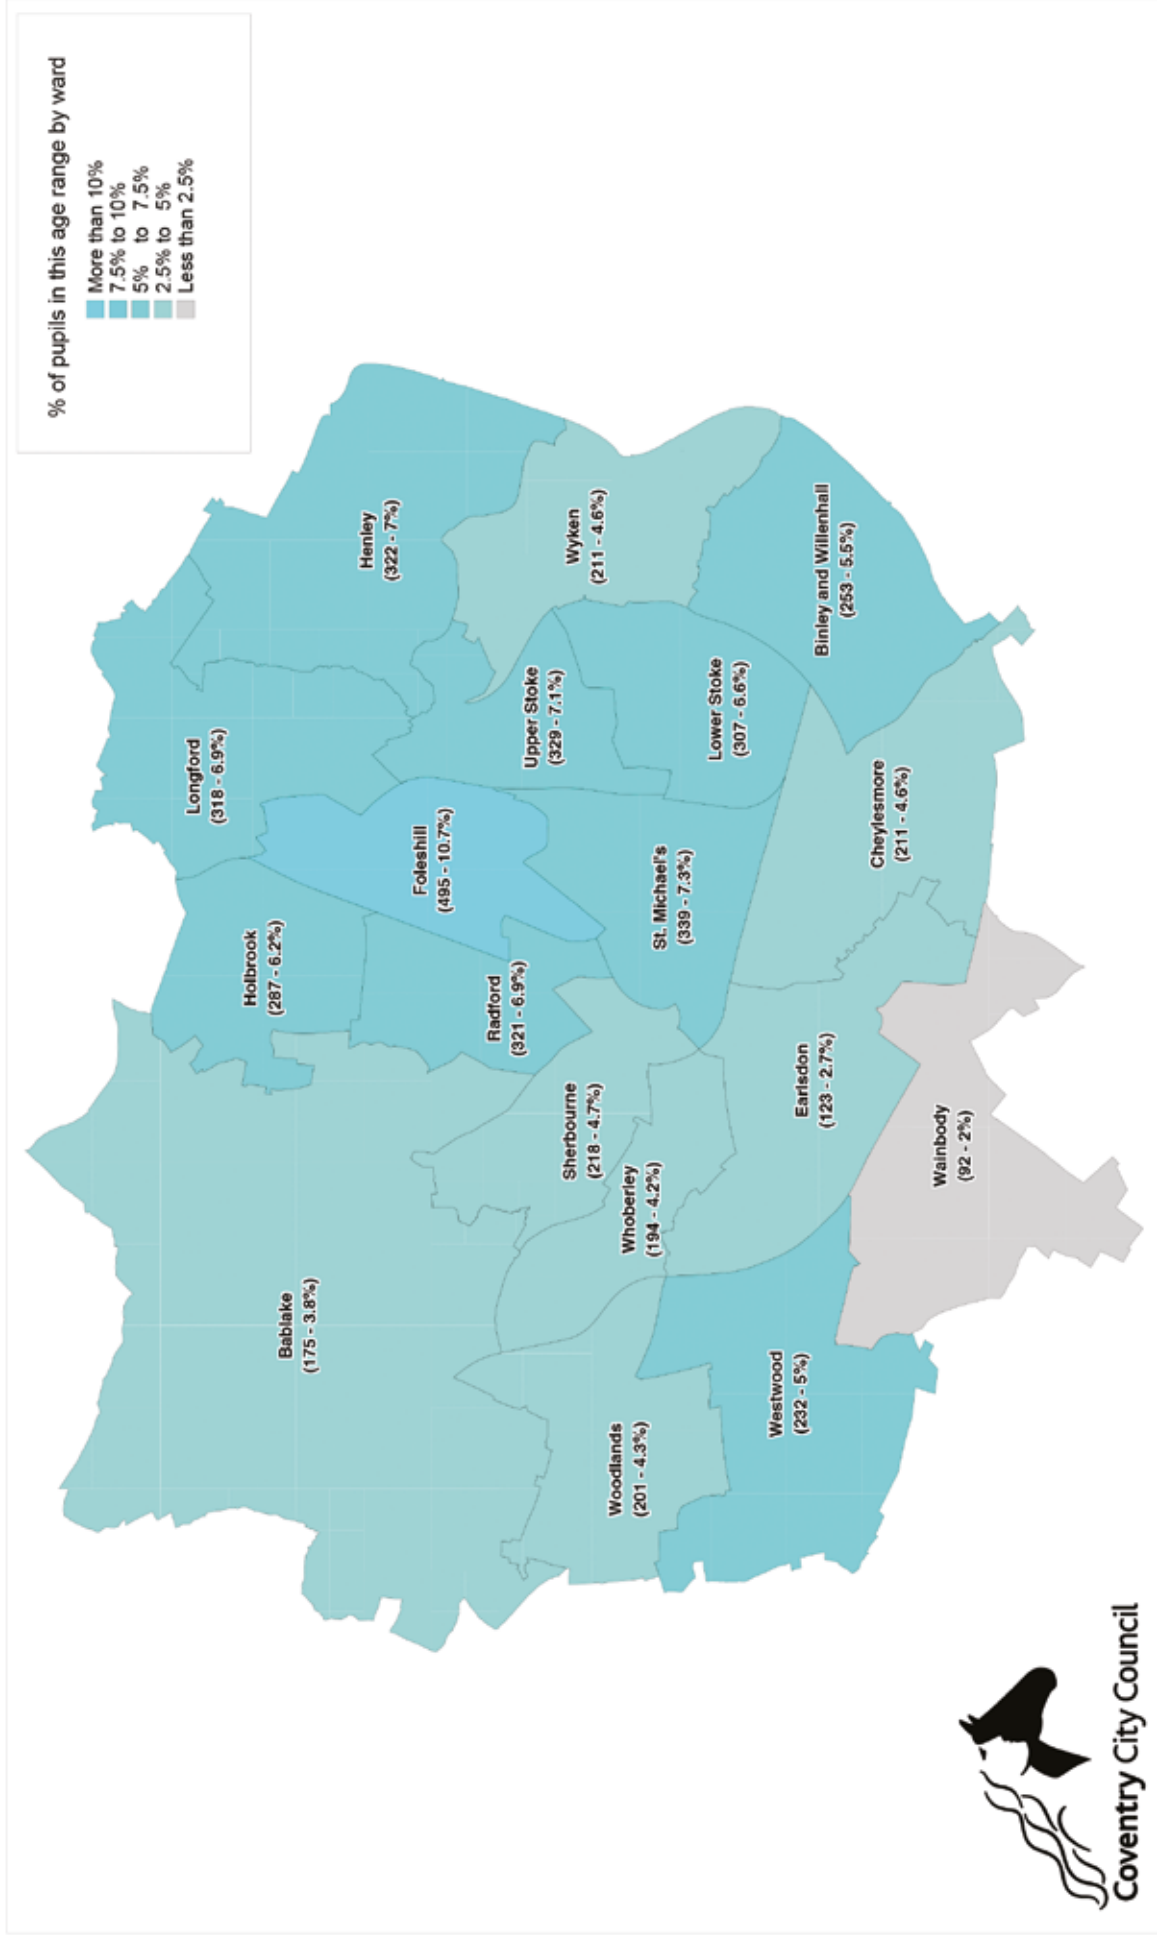 % of pupils in this age range by ward
More than 10%
7.5% to 10%
5% to 7.5%
2.5% to 5%
Less than 2.5%
Longford
(318 - 6.9%)
Holbrook
(287 - 6.2%)
Bablake
(175 - 3.8%)
Henley
(322 - 7%)
Foleshill
(495 - 10.7%)
Radford
(321 - 6.9%)
Upper Stoke
(329 - 7.1%)
Wyken
(211 - 4.6%)
Sherbourne
(218 - 4.7%)
Whoberley
(194 - 4.2%)
Woodlands
(201 - 4.3%)
St. Michael's
(339 - 7.3%)
Lower Stoke
(307 - 6.6%)
Westwood
(232 - 5%)
Earlsdon
(123 - 2.7%)
Binley and Willenhall
(253 - 5.5%)
Cheylesmore
(211 - 4.6%)
Wainbody
(92 - 2%)
Coventry City Council